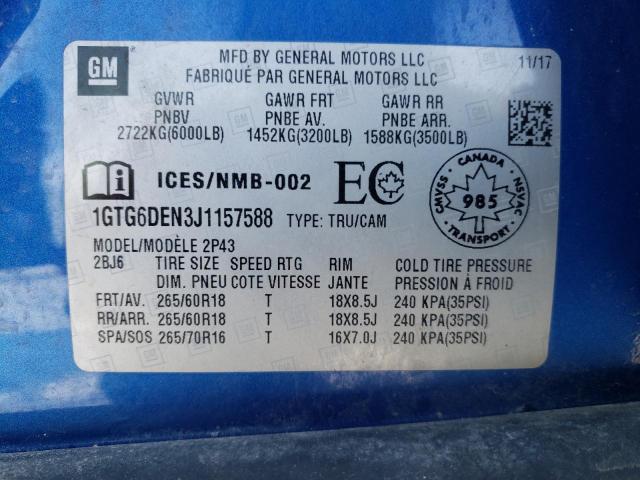 GM
MFD BY GENERAL MOTORS LLC
FABRIQUÉ PAR GENERAL MOTORS LLC
11/17
GVWR GAWR FRT GAWR RR
PNBV PNBE AV. PNBE ARR.
2722KG(6000LB) 1452KG(3200LB) 1588KG(3500LB)
ICES/NMB-002 EC
CANADA
CMVSS 985 NSVAC
TRANSPORT
1GTG6DEN3J1157588 TYPE: TRU/CAM
MODEL/MODÈLE 2P43
2BJ6 TIRE SIZE SPEED RTG RIM COLD TIRE PRESSURE
DIM. PNEU COTE VITESSE JANTE PRESSION À FROID
FRT/AV. 265/60R18 T 18X8.5J 240 KPA(35PSI)
RR/ARR. 265/60R18 T 18X8.5J 240 KPA(35PSI)
SPA/SOS 265/70R16 T 16X7.0J 240 KPA(35PSI)